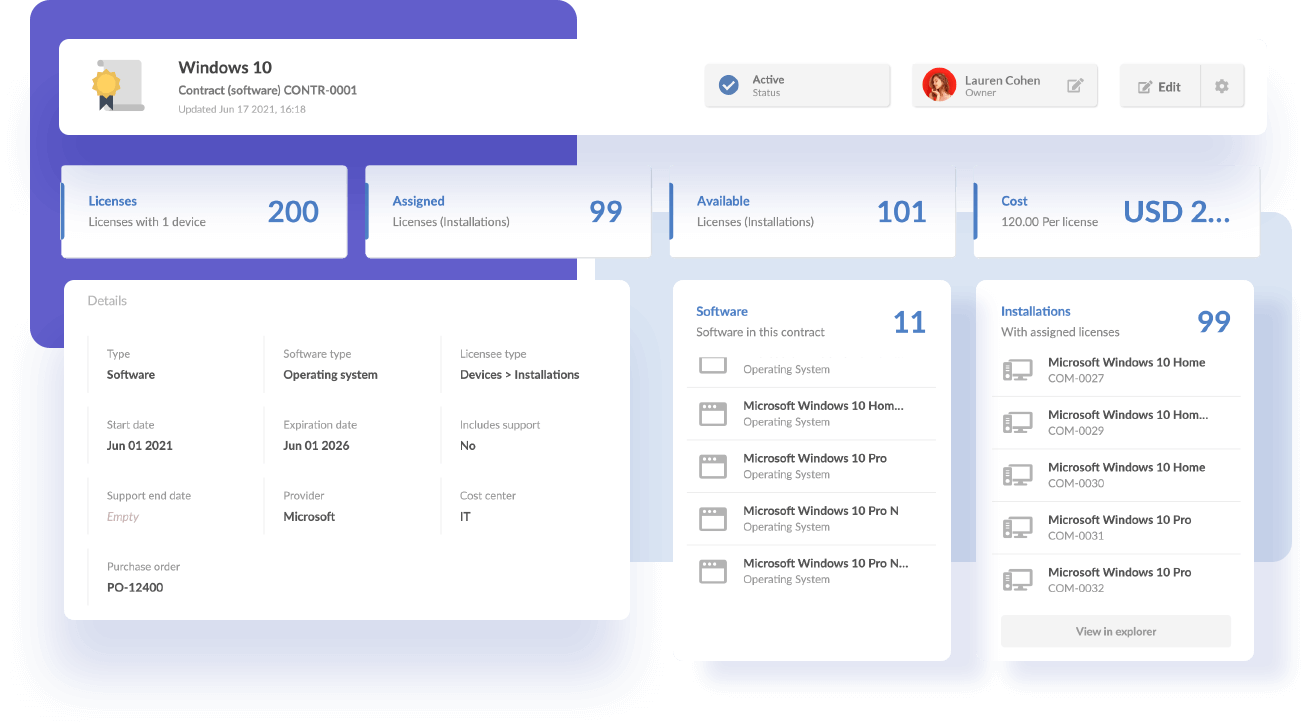 Windows 10
Contract (software) CONTR-0001
Updated Jun 17 2021, 16:18
Active
Status
Lauren Cohen
Owner
Edit
Licenses
Licenses with 1 device
200
Assigned
Licenses (Installations)
99
Available
Licenses (Installations)
101
Cost
120.00 Per license
USD 2...
Details
Type
Software
Software type
Operating system
Licensee type
Devices > Installations
Start date
Jun 01 2021
Expiration date
Jun 01 2026
Includes support
No
Support end date
Empty
Provider
Microsoft
Cost center
IT
Purchase order
PO-12400
Software
Software in this contract
11
Operating System
Microsoft Windows 10 Hom...
Operating System
Microsoft Windows 10 Pro
Operating System
Microsoft Windows 10 Pro N
Operating System
Microsoft Windows 10 Pro N...
Operating System
Installations
With assigned licenses
99
Microsoft Windows 10 Home
COM-0027
Microsoft Windows 10 Hom...
COM-0029
Microsoft Windows 10 Home
COM-0030
Microsoft Windows 10 Pro
COM-0031
Microsoft Windows 10 Pro
COM-0032
View in explorer